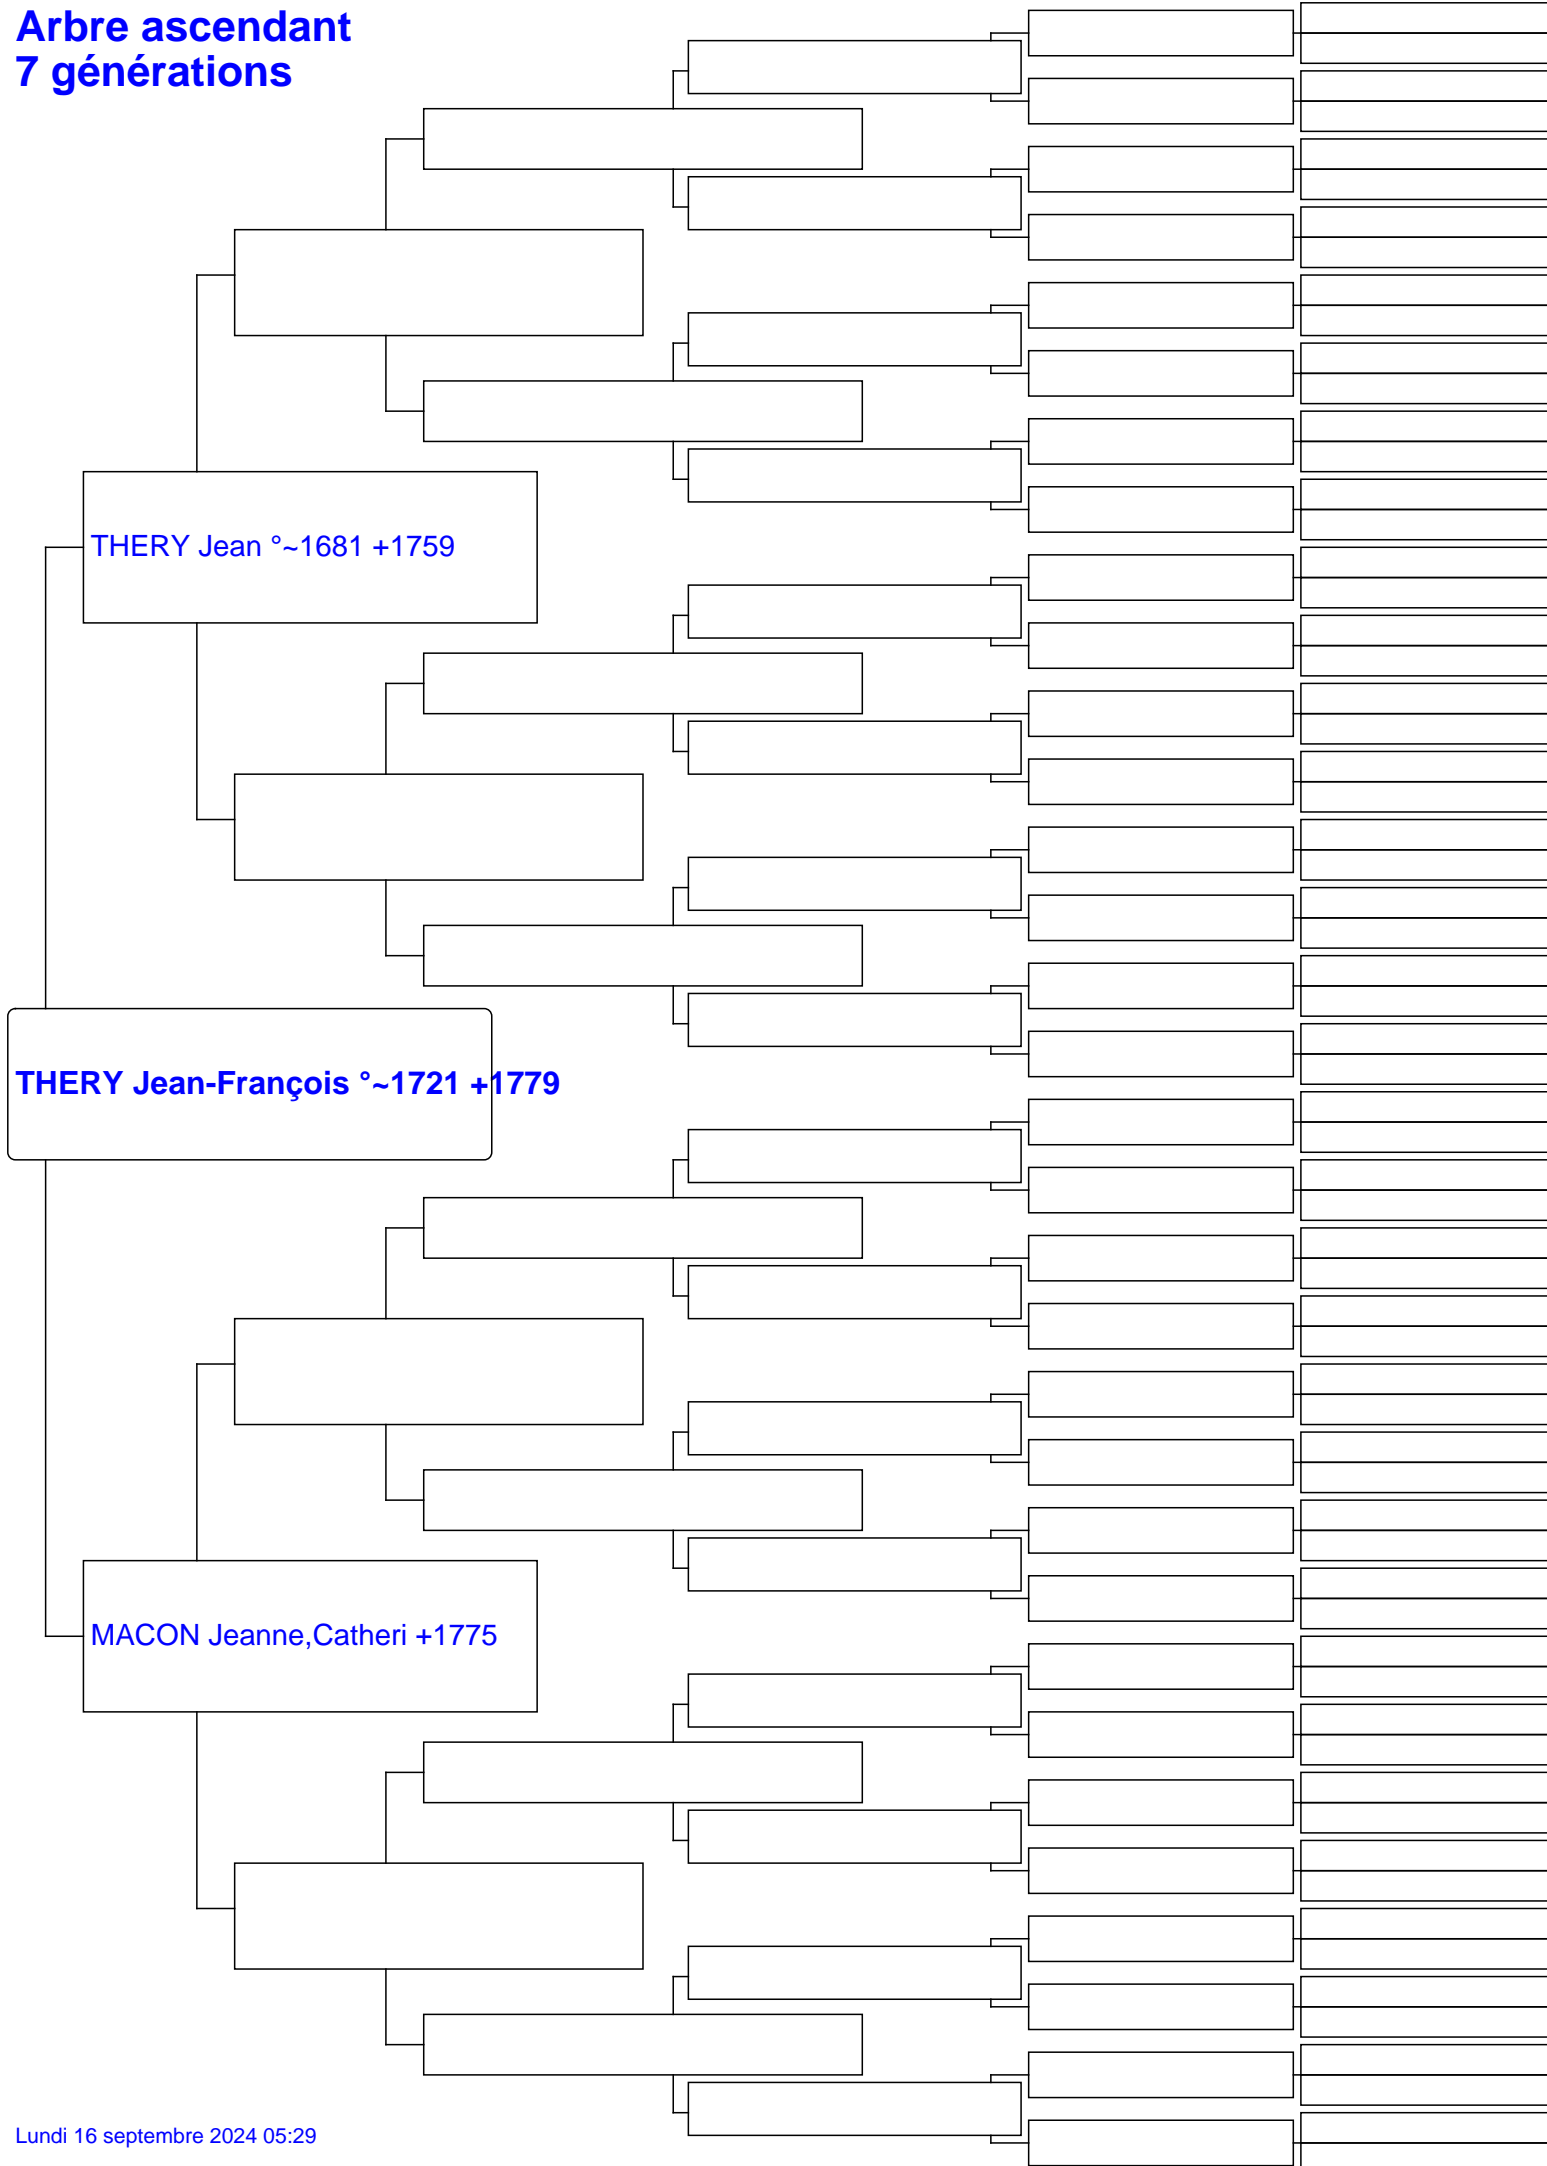 Arbre ascendant
7 générations
THERY Jean °~1681 +1759
THERY Jean-François °~1721 +1779
MACON Jeanne,Catheri +1775
Lundi 16 septembre 2024 05:29